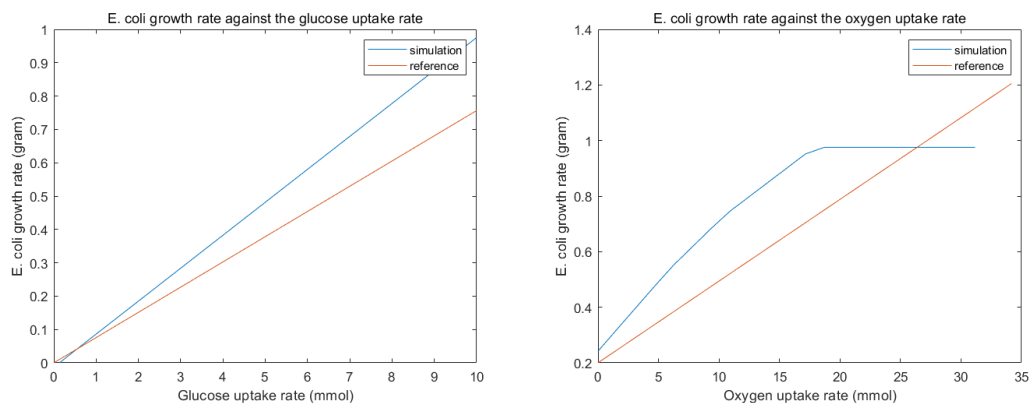 E. coli growth rate against the glucose uptake rate
1
0.9
0.8
0.7
0.6
0.5
0.4
0.3
0.2
0.1
0
E. coli growth rate (gram)
simulation
reference
0 1 2 3 4 5 6 7 8 9 10
Glucose uptake rate (mmol)
E. coli growth rate against the oxygen uptake rate
1.4
1.2
1
0.8
0.6
0.4
0.2
E. coli growth rate (gram)
simulation
reference
0 5 10 15 20 25 30 35
Oxygen uptake rate (mmol)